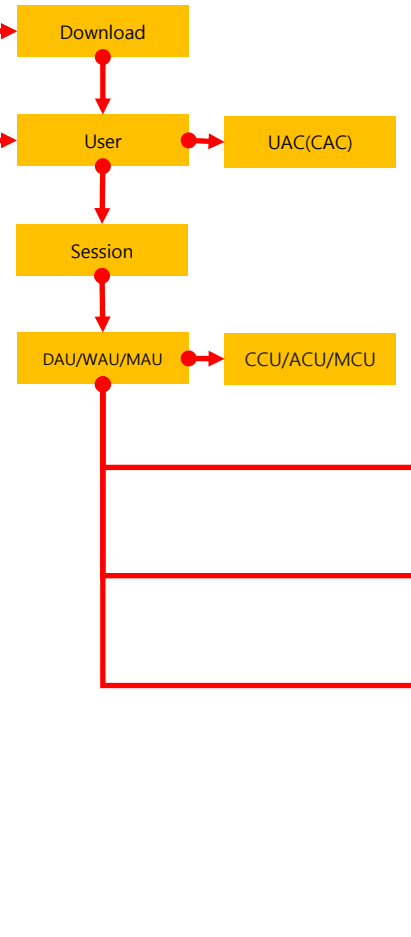 Download
User
UAC(CAC)
Session
DAU/WAU/MAU
CCU/ACU/MCU